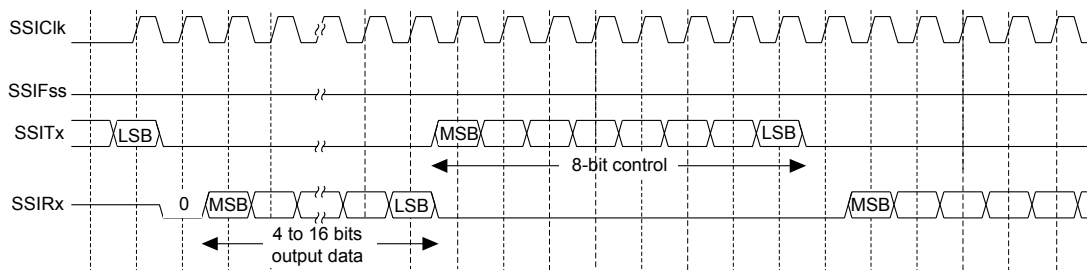 SSIClk
SSIFss
SSITx
LSB
MSB
LSB
8-bit control
SSIRx
0
MSB
LSB
MSB
4 to 16 bits
output data